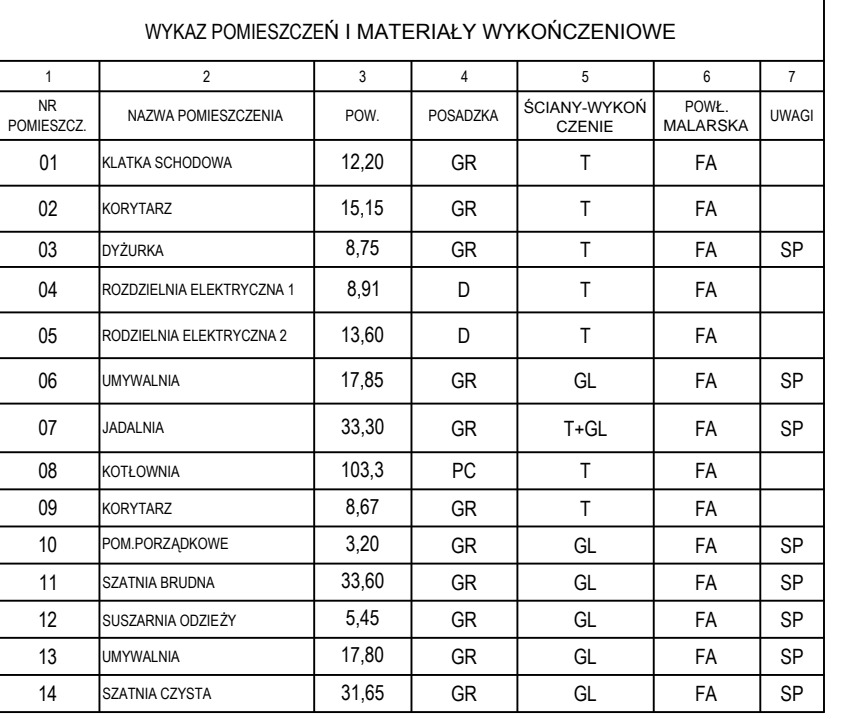 WYKAZ POMIESZCZEŃ I MATERIAŁY WYKOŃCZENIOWE
1 2 3 4 5 6 7
NR POMIESZCZ. NAZWA POMIESZCZENIA POW. POSADZKA ŚCIANY-WYKOŃ CZENIE POWŁ. MALARSKA UWAGI
01 KLATKA SCHODOWA 12,20 GR T FA
02 KORYTARZ 15,15 GR T FA
03 DYŻURKA 8,75 GR T FA SP
04 ROZDZIELNIA ELEKTRYCZNA 1 8,91 D T FA
05 RODZIELNIA ELEKTRYCZNA 2 13,60 D T FA
06 UMYWALNIA 17,85 GR GL FA SP
07 JADALNIA 33,30 GR T+GL FA SP
08 KOTŁOWNIA 103,3 PC T FA
09 KORYTARZ 8,67 GR T FA
10 POM.PORZĄDKOWE 3,20 GR GL FA SP
11 SZATNIA BRUDNA 33,60 GR GL FA SP
12 SUSZARNIA ODZIEŻY 5,45 GR GL FA SP
13 UMYWALNIA 17,80 GR GL FA SP
14 SZATNIA CZYSTA 31,65 GR GL FA SP